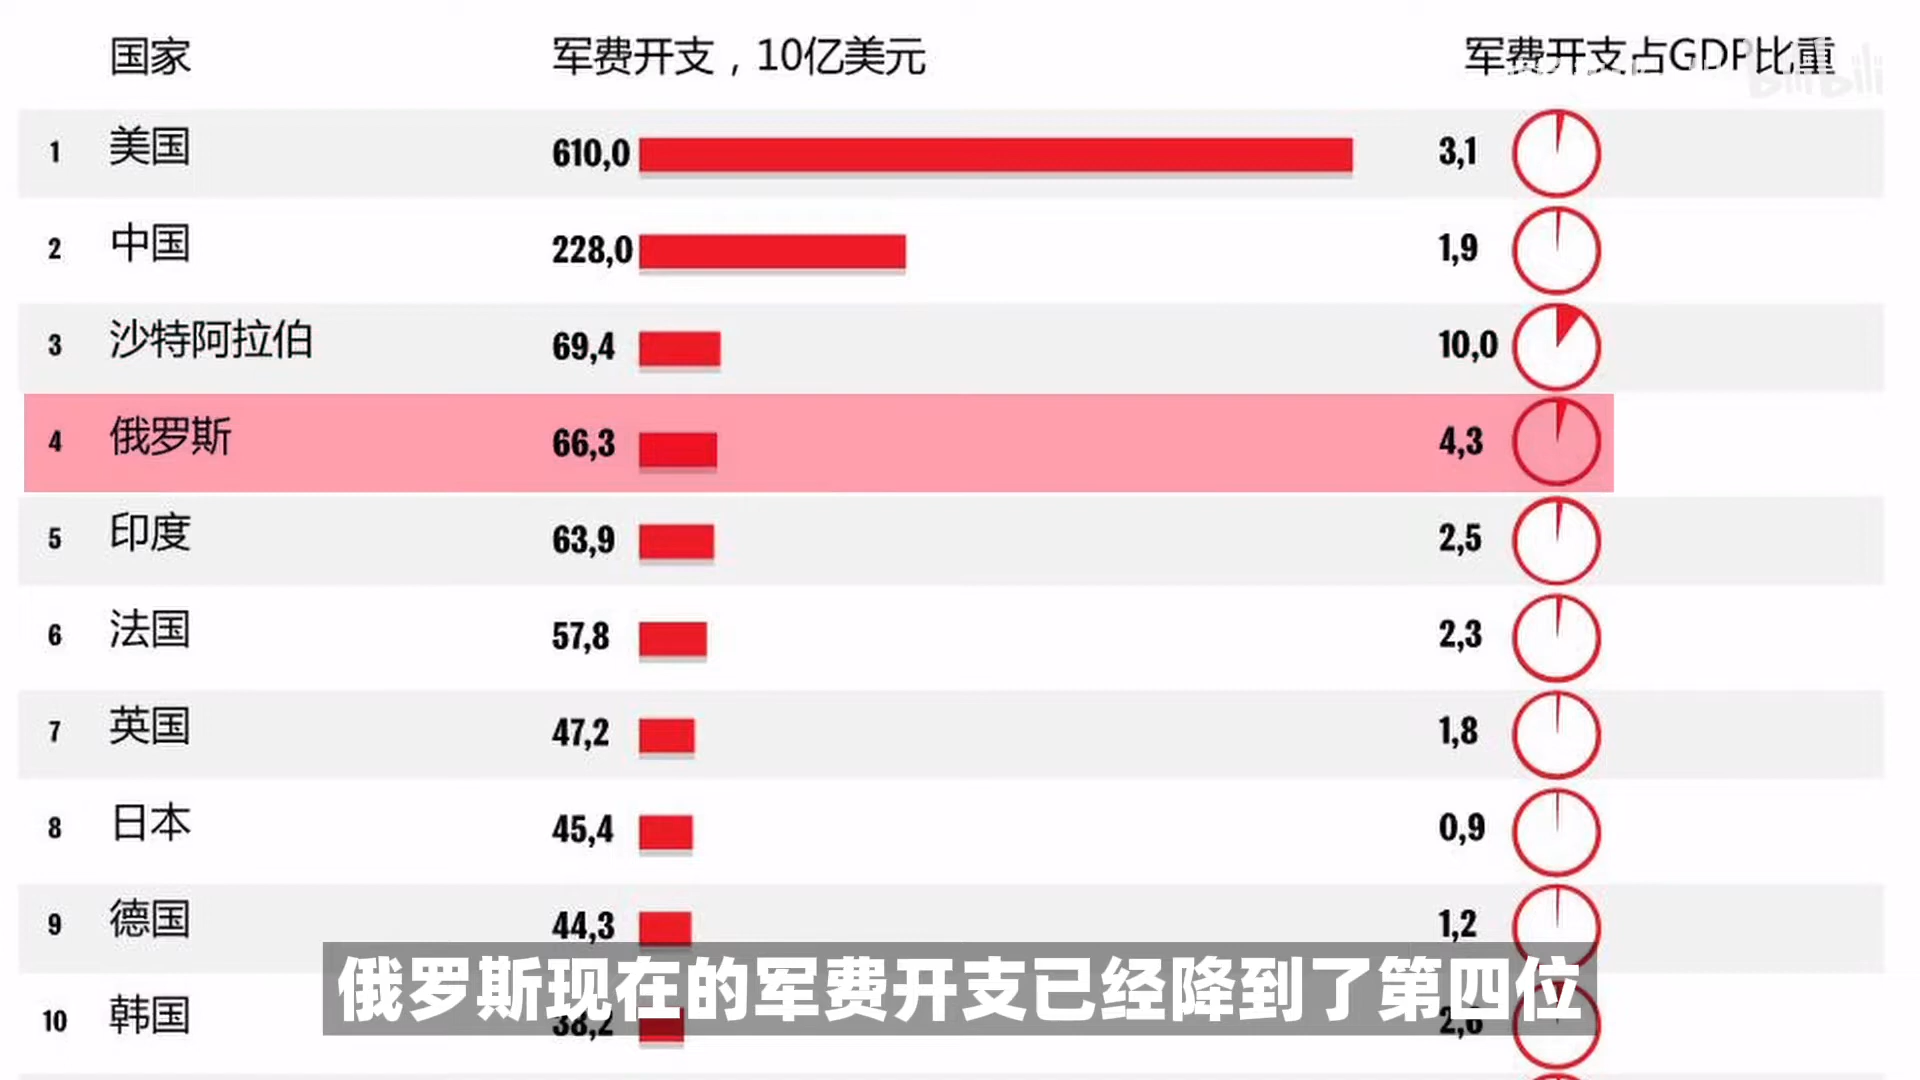 国家 军费开支，10亿美元 军费开支占GDP比重
bilibili
1 美国 610,0 3,1
2 中国 228,0 1,9
3 沙特阿拉伯 69,4 10,0
4 俄罗斯 66,3 4,3
5 印度 63,9 2,5
6 法国 57,8 2,3
7 英国 47,2 1,8
8 日本 45,4 0,9
9 德国 44,3 1,2
10 韩国 38,2 2,6
俄罗斯现在的军费开支已经降到了第四位